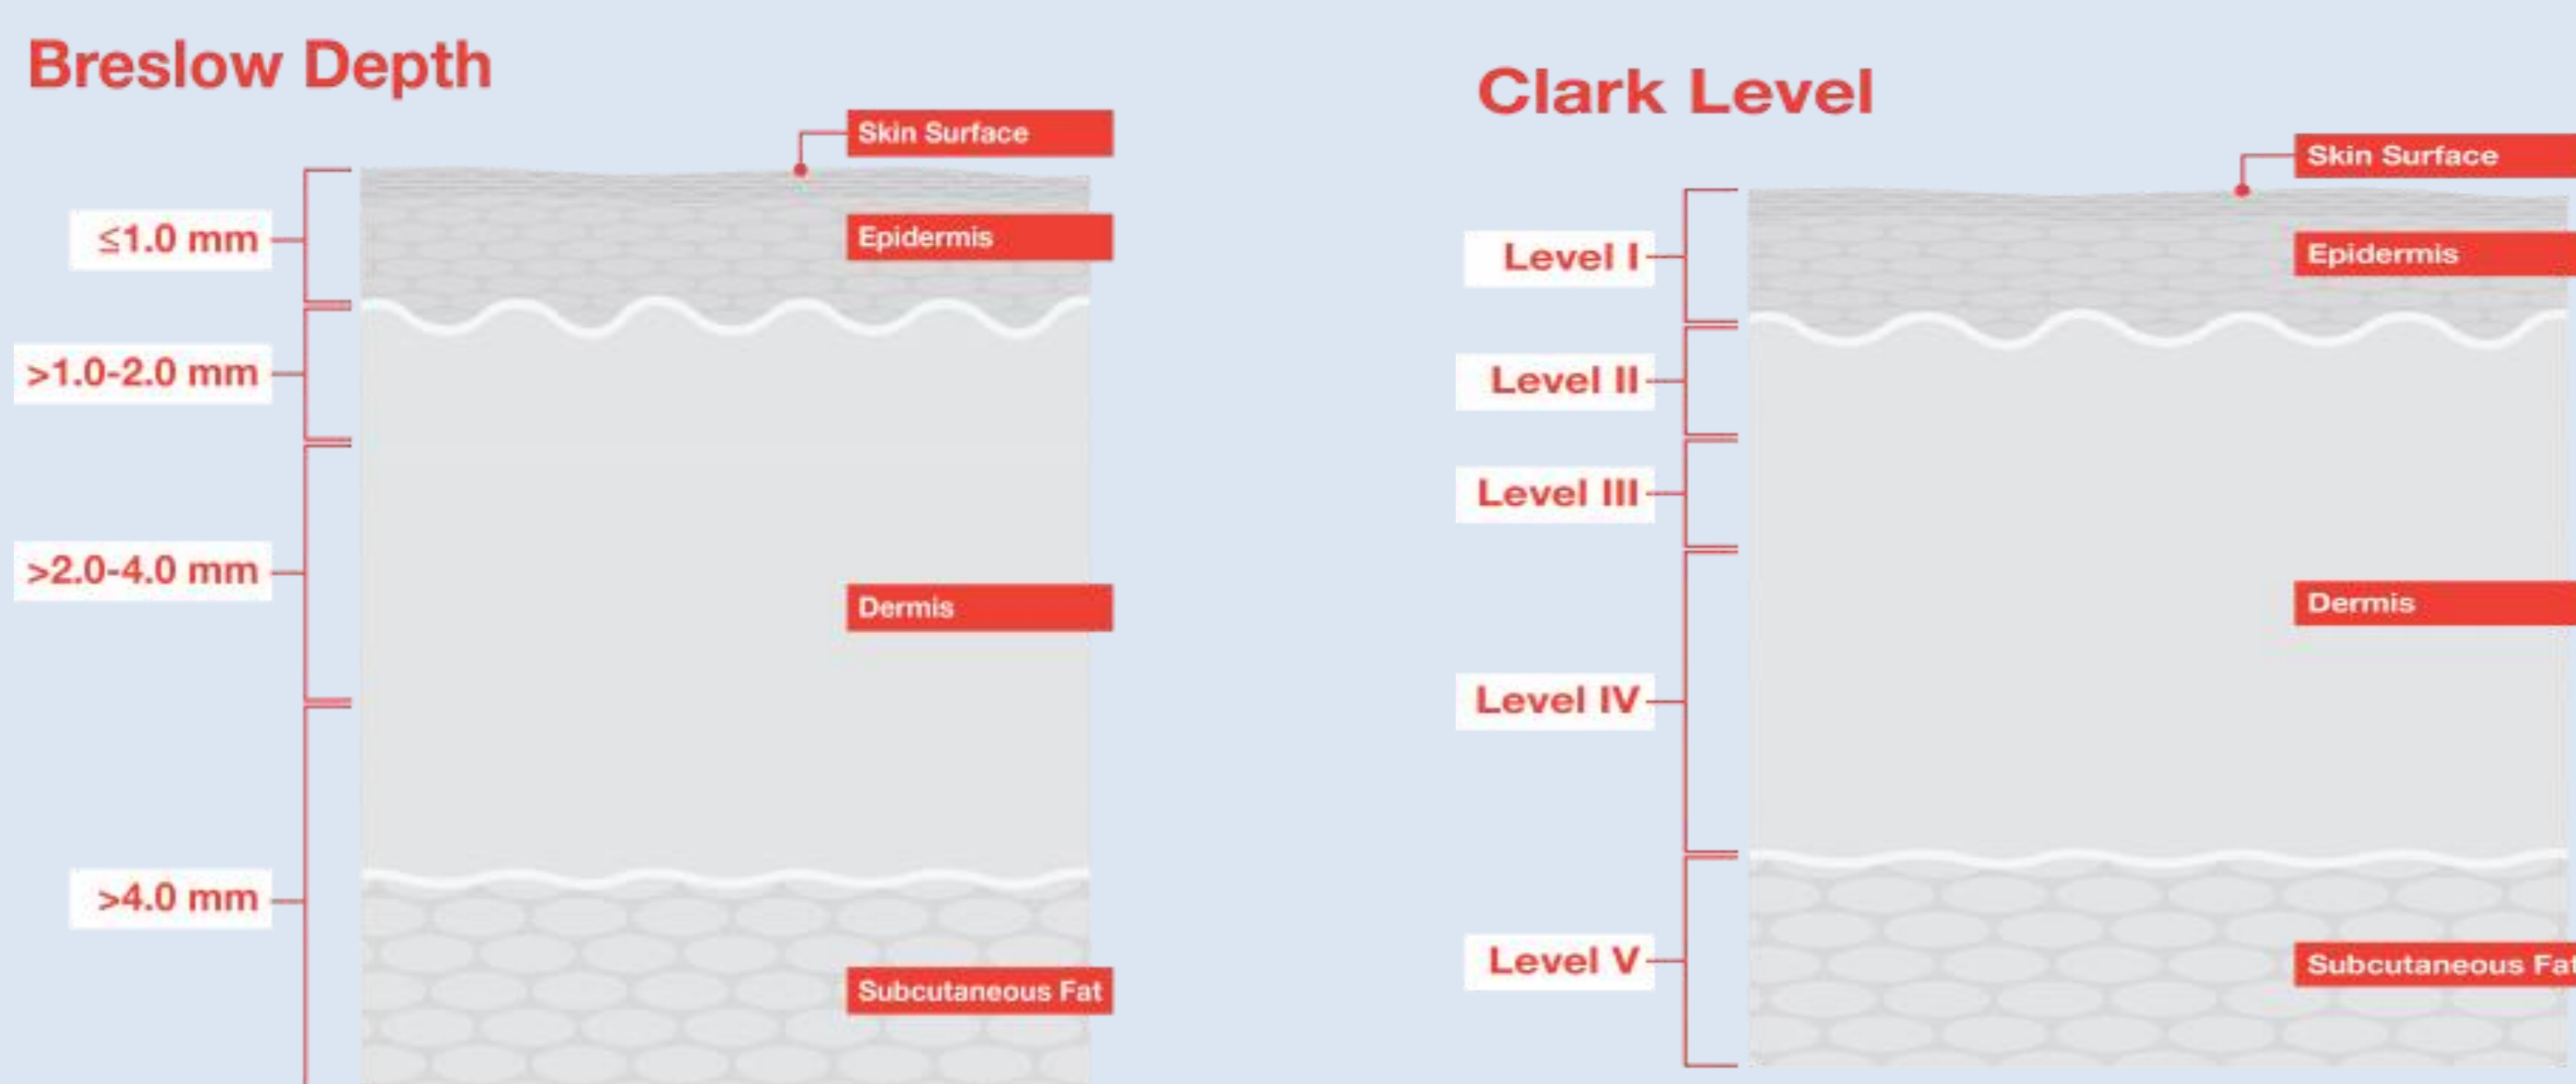 Breslow Depth
Skin Surface
≤1.0 mm
Epidermis
>1.0-2.0 mm
>2.0-4.0 mm
Dermis
>4.0 mm
Subcutaneous Fat
Clark Level
Skin Surface
Level I
Epidermis
Level II
Level III
Dermis
Level IV
Level V
Subcutaneous Fat